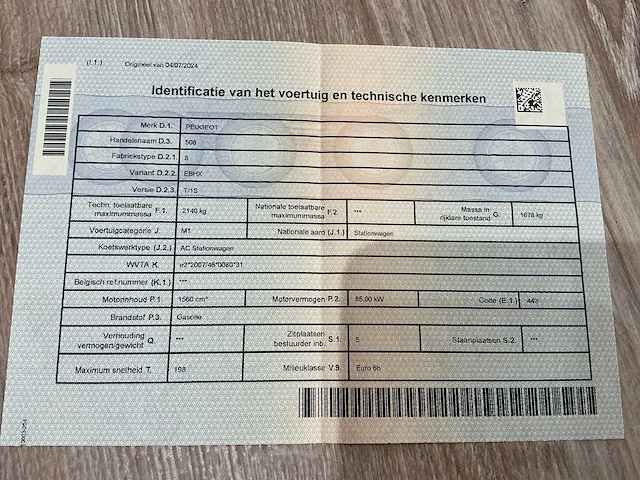 (I.1.) Origineel van 04/07/2024
Identificatie van het voertuig en technische kenmerken
Merk D.1. PEUGEOT
Handelsnaam D.3. 508
Fabriekstype D.2.1. 8
Variant D.2.2. EBHX
Versie D.2.3. T/1S
Techn. toelaatbare maximummassa F.1. 2140 kg Nationale toelaatbare maximummassa F.2. *** Massa in rijklare toestand G. 1678 kg
Voertuigcategorie J. M1 Nationale aard (J.1.) Stationwagen
Koetswerktype (J.2.) AC Stationwagen
WVTA K. e2*2007/46*0080*31
Belgisch ref.nummer (K.1.) ***
Motorinhoud P.1. 1560 cm³ Motorvermogen P.2. 85,00 kW Code (E.1.) 443
Brandstof P.3. Gasolie
Verhouding vermogen/gewicht Q. *** Zitplaatsen bestuurder inb. S.1. 5 Staanplaatsen S.2. ***
Maximum snelheid T. 193 Milieuklasse V.9. Euro 6b